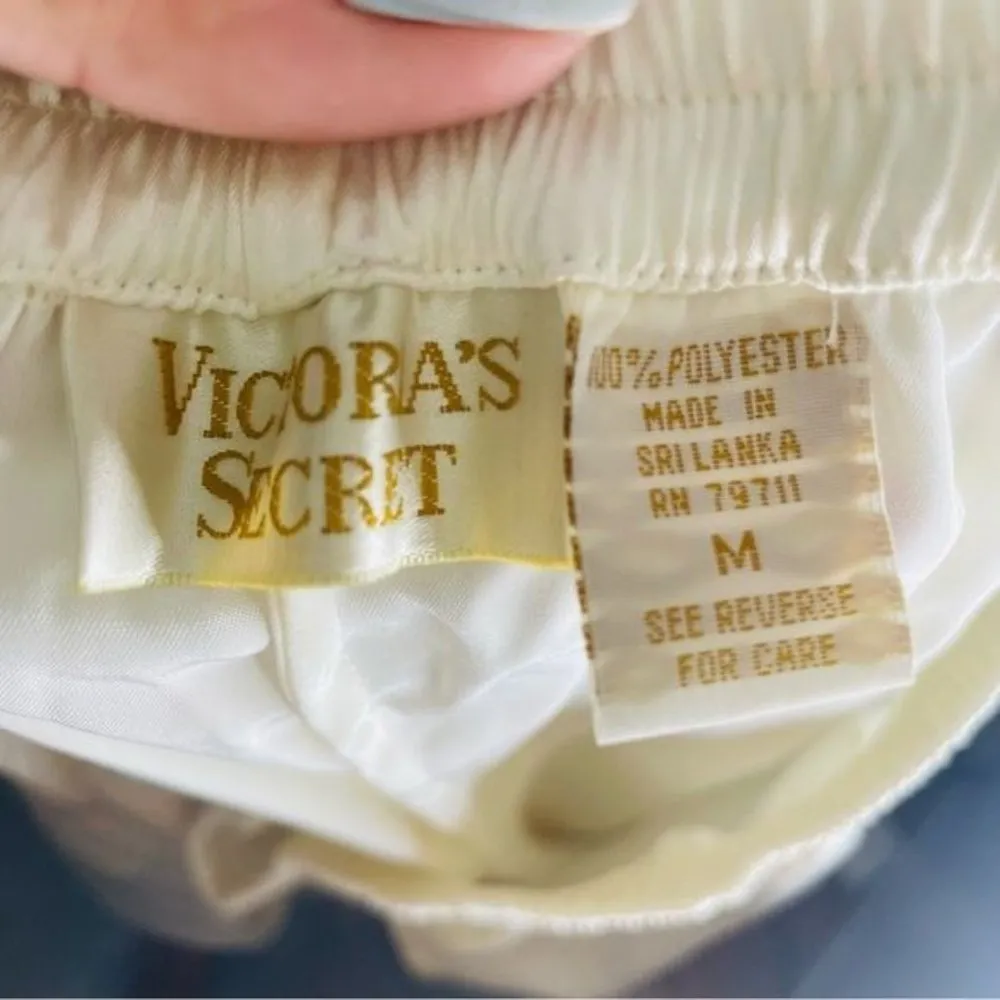 VICTORIA'S
SECRET
100% POLYESTER
MADE IN
SRI LANKA
RN 79711
M
SEE REVERSE
FOR CARE